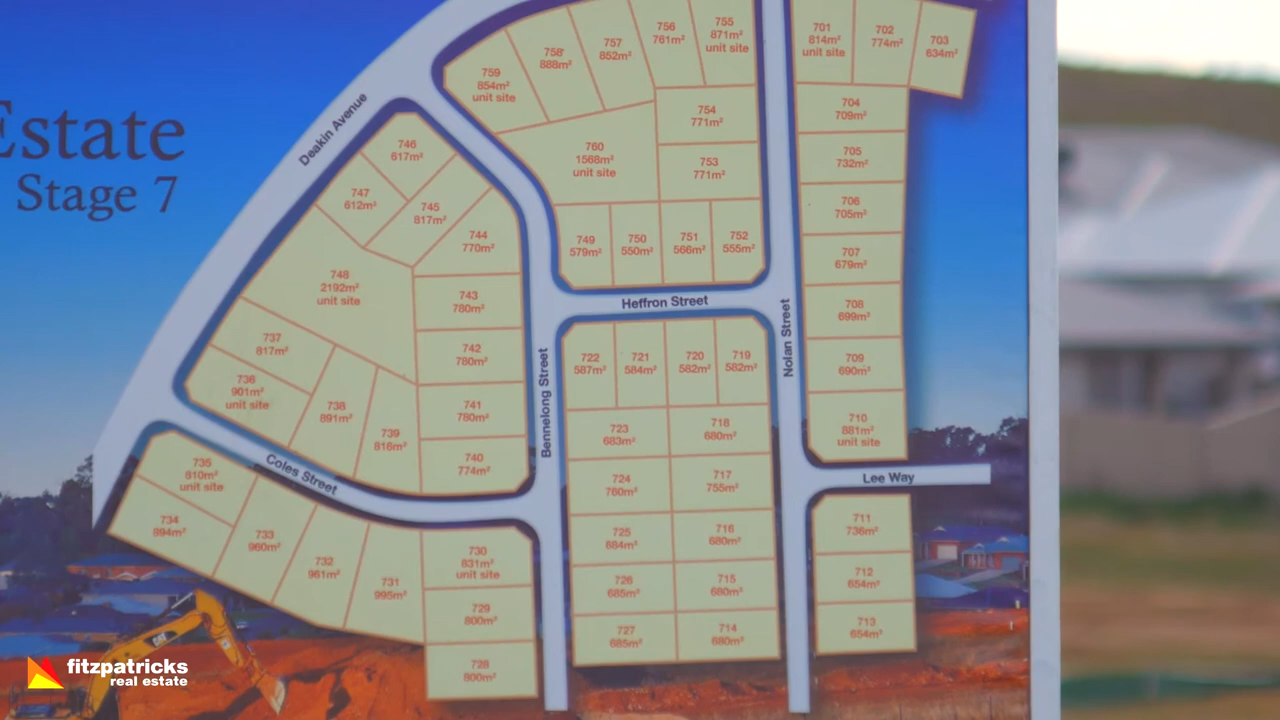 Estate
Stage 7
Deakin Avenue
759
854m²
unit site
758
888m²
757
852m²
756
761m²
755
871m²
unit site
701
814m²
unit site
702
774m²
703
634m²
754
771m²
704
709m²
760
1568m²
unit site
753
771m²
705
732m²
746
617m²
747
612m²
745
817m²
744
770m²
706
705m²
749
579m²
750
550m²
751
566m²
752
555m²
707
679m²
748
2192m²
unit site
743
780m²
Heffron Street
708
699m²
Nolan Street
737
817m²
742
780m²
Bennelong Street
722
587m²
721
584m²
720
582m²
719
582m²
709
690m²
736
901m²
unit site
738
891m²
739
816m²
741
780m²
723
683m²
718
680m²
710
881m²
unit site
740
774m²
Coles Street
735
810m²
unit site
724
760m²
717
755m²
Lee Way
734
994m²
733
960m²
732
961m²
731
995m²
730
831m²
unit site
725
684m²
716
680m²
711
736m²
726
685m²
715
680m²
712
654m²
729
800m²
727
685m²
714
680m²
713
654m²
728
800m²
CAT
fitzpatricks
real estate